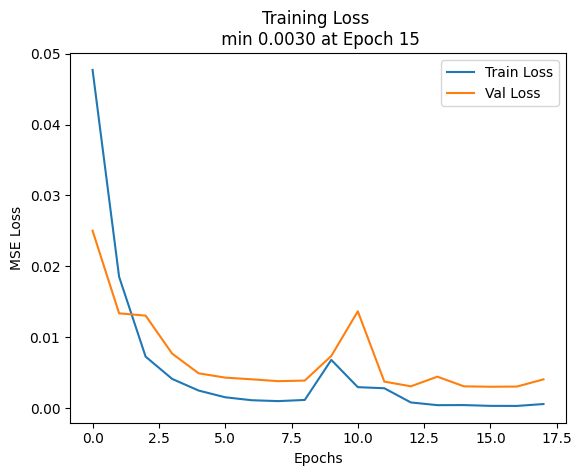 Training Loss
min 0.0030 at Epoch 15
0.05
0.04
0.03
0.02
0.01
0.00
MSE Loss
Train Loss
Val Loss
0.0 2.5 5.0 7.5 10.0 12.5 15.0 17.5
Epochs